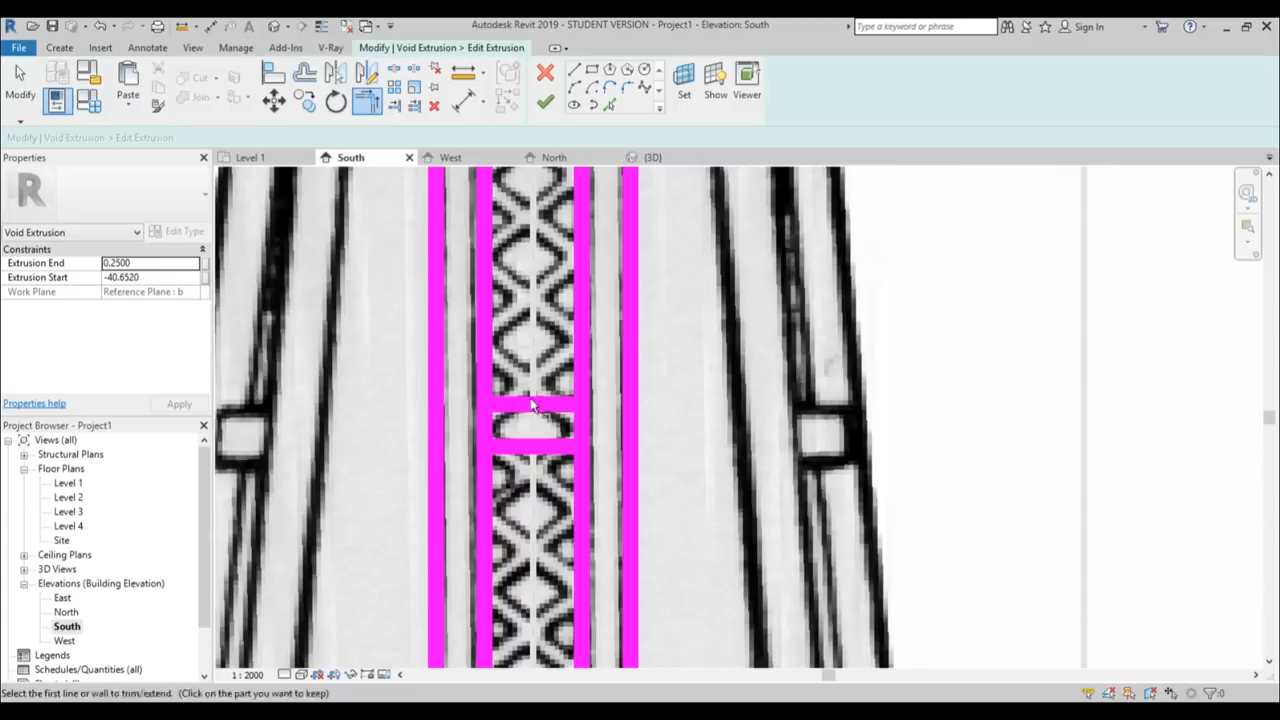 Autodesk Revit 2019 - STUDENT VERSION - Project1 - Elevation: South
Type a keyword or phrase
Sign In
File Create Insert Annotate View Manage Add-Ins V-Ray Modify | Void Extrusion > Edit Extrusion
Modify
Paste
Cut
Join
Set Show Viewer
Modify | Void Extrusion > Edit Extrusion
Properties
Level 1 South West North (3D)
R
Void Extrusion Edit Type
Constraints
Extrusion End 0.2500
Extrusion Start -40.6520
Work Plane Reference Plane : b
Properties help Apply
Project Browser - Project1
Views (all)
Structural Plans
Floor Plans
Level 1
Level 2
Level 3
Level 4
Site
Ceiling Plans
3D Views
Elevations (Building Elevation)
East
North
South
West
Legends
Schedules/Quantities (all)
1 : 2000
Select the first line or wall to trim/extend. (Click on the part you want to keep)
:0